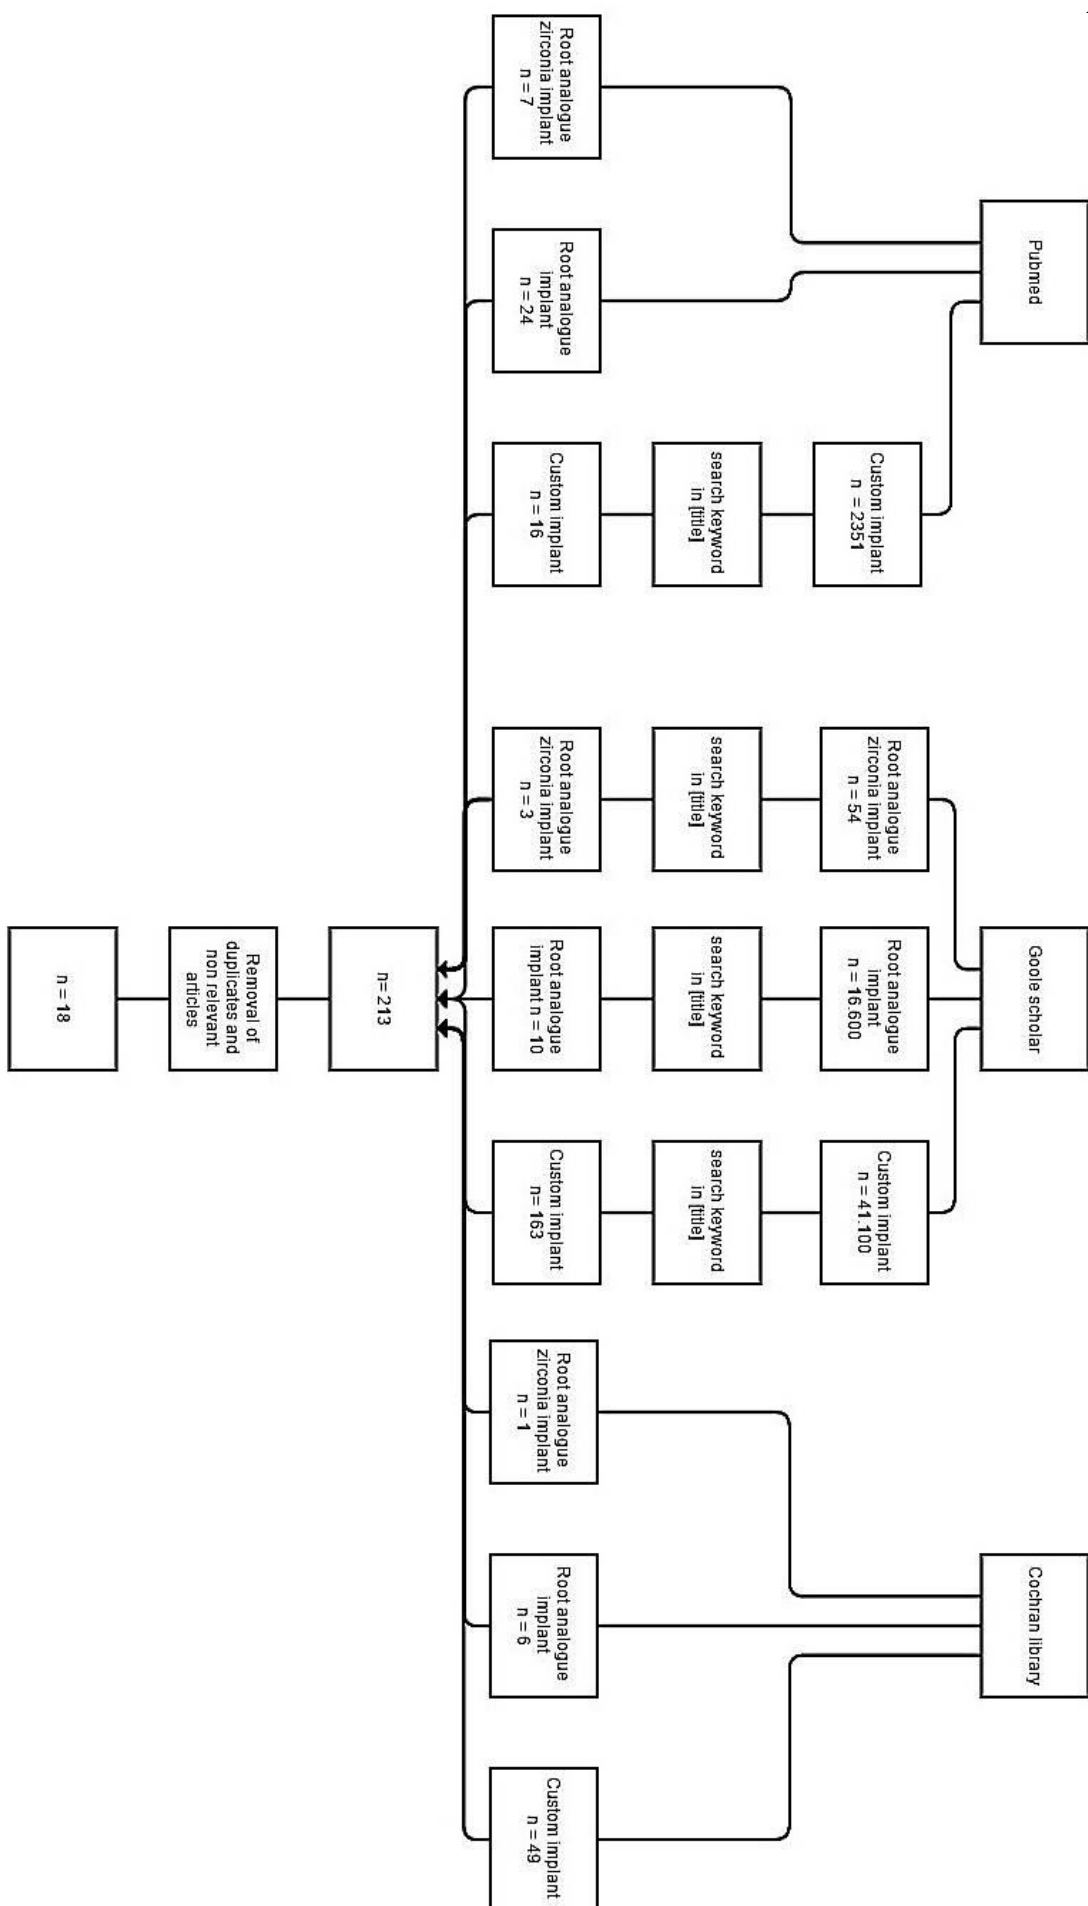 Pubmed
Goole scholar
Cochran library
Custom implant
n = 2351
Root analogue
zirconia implant
n = 54
Root analogue
implant
n = 16.600
Custom implant
n = 41.100
search keyword
in [title]
search keyword
in [title]
search keyword
in [title]
search keyword
in [title]
Root analogue
zirconia implant
n = 7
Root analogue
implant
n = 24
Custom implant
n = 16
Root analogue
zirconia implant
n = 3
Root analogue
implant n = 10
Custom implant
n= 163
Root analogue
zirconia implant
n = 1
Root analogue
implant
n = 6
Custom implant
n = 49
n= 213
Removal of
duplicates and
non relevant
articles
n = 18